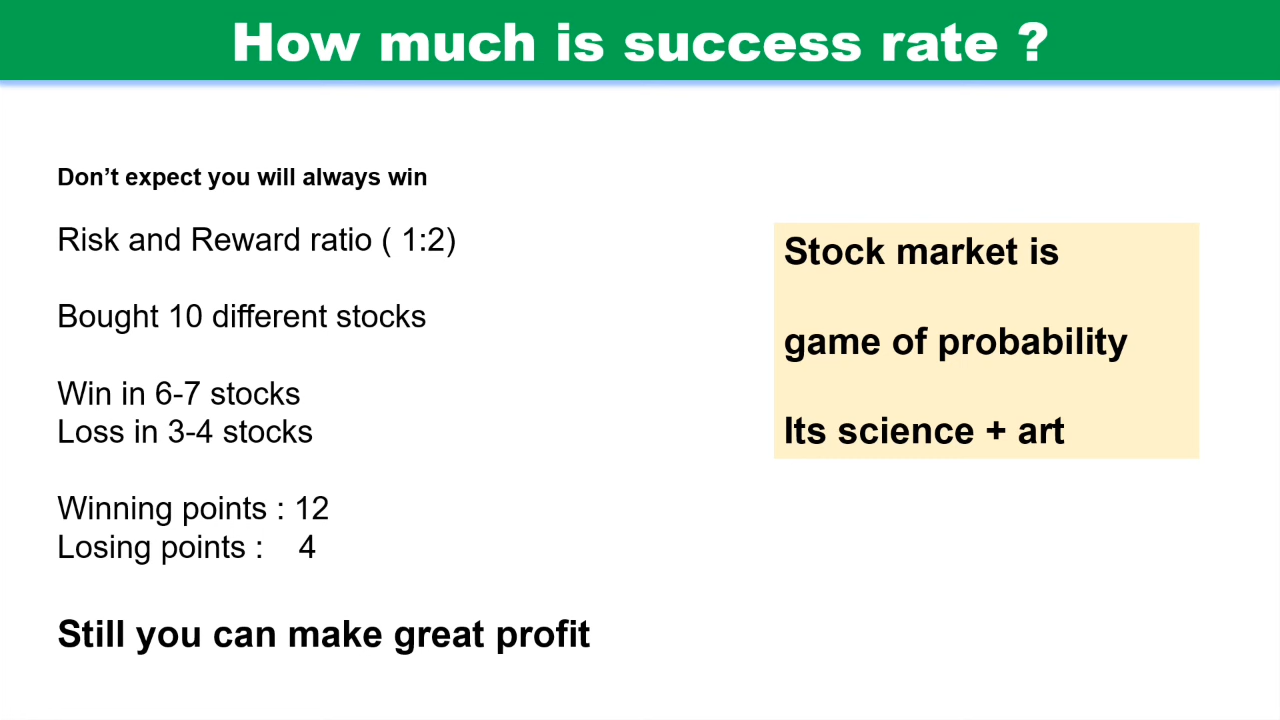 How much is success rate ?
Don’t expect you will always win
Risk and Reward ratio ( 1:2)
Bought 10 different stocks
Win in 6-7 stocks
Loss in 3-4 stocks
Winning points : 12
Losing points : 4
Still you can make great profit
Stock market is
game of probability
Its science + art